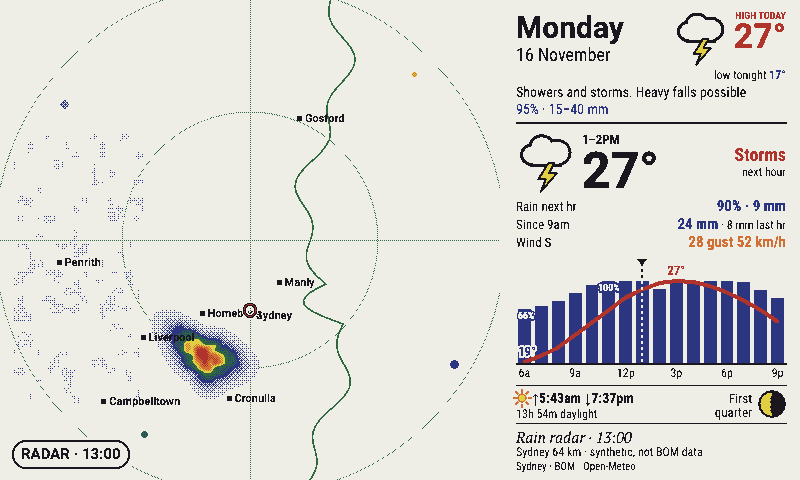 Gosford
Penrith
Manly
Sydney
Liverpool
Campbelltown
Cronulla
RADAR · 13:00
Monday
16 November
HIGH TODAY
27°
low tonight 17°
Showers and storms. Heavy falls possible
95% · 15–40 mm
1–2PM
27°
Storms
next hour
Rain next hr 90% · 9 mm
Since 9am 24 mm · 8 mm last hr
Wind S 28 gust 52 km/h
27°
100%
66%
19°
6a 9a 12p 3p 6p 9p
↑5:43am ↓7:37pm
13h 54m daylight
First
quarter
Rain radar · 13:00
Sydney 64 km · synthetic, not BOM data
Sydney · BOM Open-Meteo